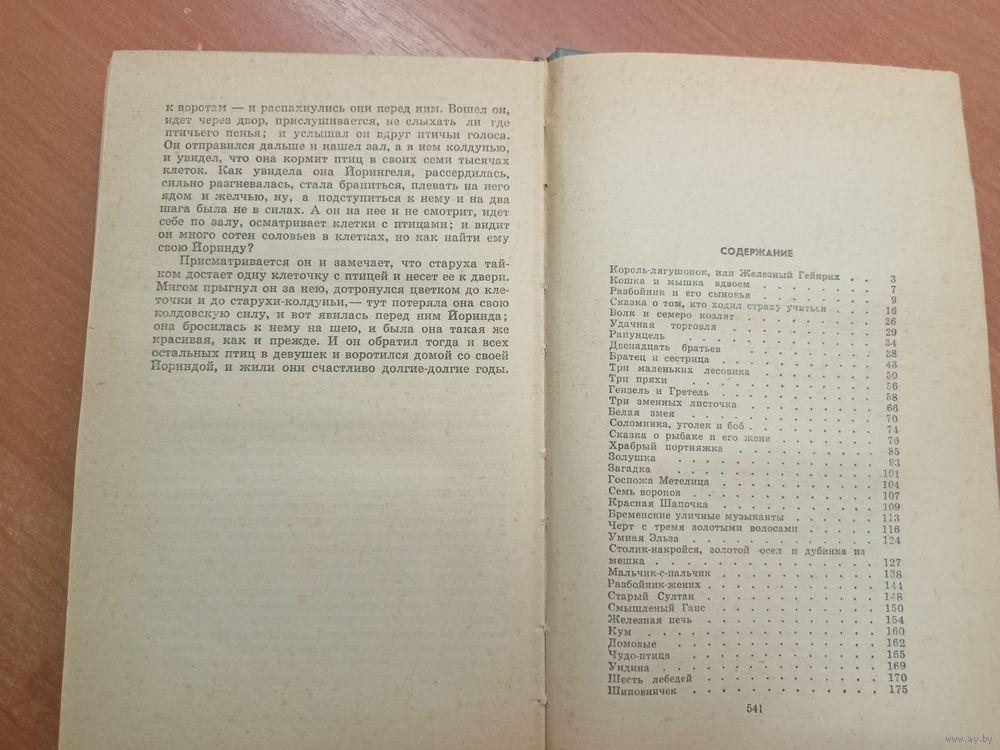 к воротам — и распахнулись они перед ним. Вошел он,
идет через двор, прислушивается, не слыхать ли где
птичьего пенья; и услышал он вдруг птичьи голоса.
Он отправился дальше и нашел зал, а в нем колдунью,
и увидел, что она кормит птиц в своих семи тысячах
клеток. Как увидела она Йорингеля, рассердилась,
сильно разгневалась, стала браниться, плевать на него
ядом и желчью, ну, а подступиться к нему и на два
шага была не в силах. А он на нее и не смотрит, идет
себе по залу, осматривает клетки с птицами; и видит
он много сотен соловьев в клетках, но как найти ему
свою Йоринду?
Присматривается он и замечает, что старуха тай-
ком достает одну клеточку с птицей и несет ее к двери.
Мигом прыгнул он за нею, дотронулся цветком до кле-
точки и до старухи-колдуньи,— тут потеряла она свою
колдовскую силу, и вот явилась перед ним Йоринда;
она бросилась к нему на шею, и была она такая же
красивая, как и прежде. И он обратил тогда и всех
остальных птиц в девушек и воротился домой со своей
Йориндой, и жили они счастливо долгие-долгие годы.
СОДЕРЖАНИЕ
Король-лягушонок, или Железный Гейнрих . . 3
Кошка и мышка вдвоем . . . . . . . . 7
Разбойник и его сыновья . . . . . . . . 9
Сказка о том, кто ходил страху учиться . . . 16
Волк и семеро козлят . . . . . . . . 26
Удачная торговля . . . . . . . . . 29
Рапунцель . . . . . . . . . . . 34
Двенадцать братьев . . . . . . . . . 38
Братец и сестрица . . . . . . . . . 43
Три маленьких лесовика . . . . . . . . 50
Три пряхи . . . . . . . . . . . 56
Гензель и Гретель . . . . . . . . . 58
Три змеиных листочка . . . . . . . . 66
Белая змея . . . . . . . . . . . 70
Соломинка, уголек и боб . . . . . . . . 74
Сказка о рыбаке и его жене . . . . . . 76
Храбрый портняжка . . . . . . . . . 85
Золушка . . . . . . . . . . . 93
Загадка . . . . . . . . . . . 101
Госпожа Метелица . . . . . . . . . 104
Семь воронов . . . . . . . . . . 107
Красная Шапочка . . . . . . . . . 109
Бременские уличные музыканты . . . . . . 113
Черт с тремя золотыми волосами . . . . . 116
Умная Эльза . . . . . . . . . . 124
Столик-накройся, золотой осел и дубинка из
мешка . . . . . . . . . . . 127
Мальчик-с-пальчик . . . . . . . . . 138
Разбойник-жених . . . . . . . . . 144
Старый Султан . . . . . . . . . . 148
Смышленый Ганс . . . . . . . . . 150
Железная печь . . . . . . . . . . 154
Кум . . . . . . . . . . . . 160
Домовые . . . . . . . . . . . 162
Чудо-птица . . . . . . . . . . . 165
Ундина . . . . . . . . . . . 169
Шесть лебедей . . . . . . . . . . 170
Шиповничек . . . . . . . . . . 175
541
www.ay.by